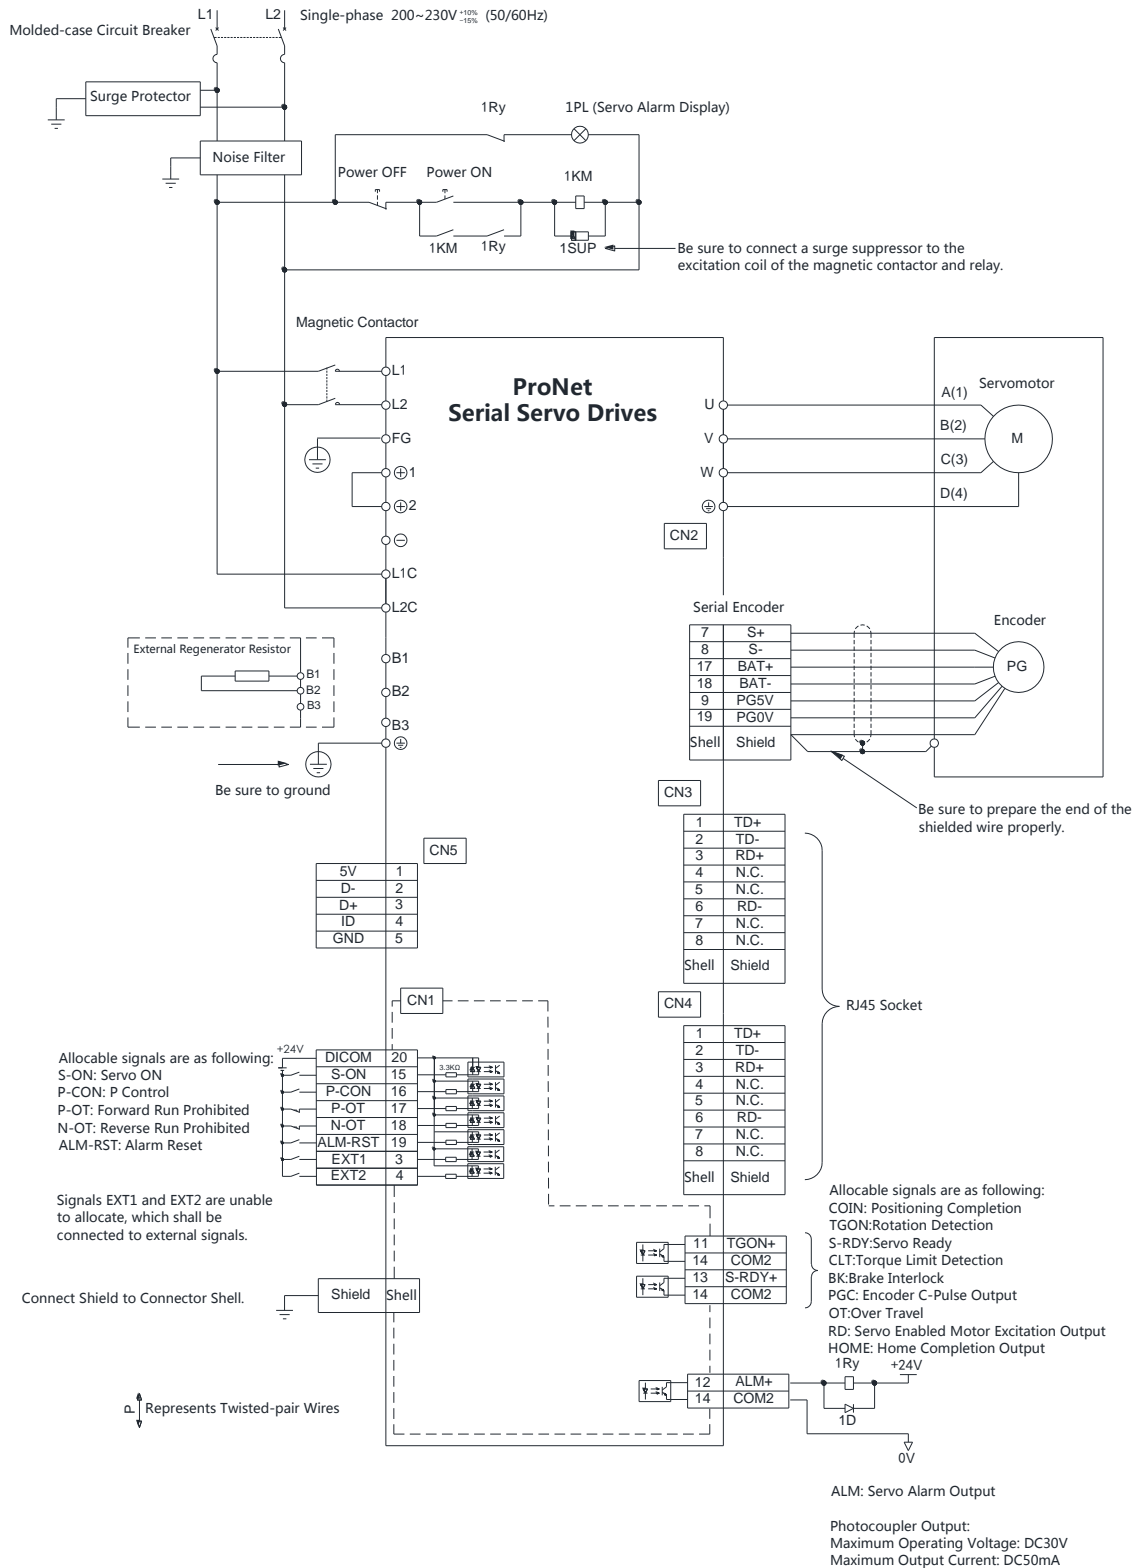 L1 L2 Single-phase 200~230V +10% -15% (50/60Hz)
Molded-case Circuit Breaker
Surge Protector
Noise Filter
1Ry 1PL (Servo Alarm Display)
Power OFF Power ON 1KM
1KM 1Ry 1SUP
Be sure to connect a surge suppressor to the
excitation coil of the magnetic contactor and relay.
Magnetic Contactor
ProNet
Serial Servo Drives
L1
L2
FG
1
2
L1C
L2C
B1
B2
B3
External Regenerator Resistor
B1
B2
B3
Be sure to ground
U
V
W
A(1)
B(2)
C(3)
D(4)
Servomotor
M
CN2
Serial Encoder
7 S+
8 S-
17 BAT+
18 BAT-
9 PG5V
19 PG0V
Shell Shield
Encoder
PG
Be sure to prepare the end of the
shielded wire properly.
CN3
1 TD+
2 TD-
3 RD+
4 N.C.
5 N.C.
6 RD-
7 N.C.
8 N.C.
Shell Shield
CN4
1 TD+
2 TD-
3 RD+
4 N.C.
5 N.C.
6 RD-
7 N.C.
8 N.C.
Shell Shield
RJ45 Socket
CN5
5V 1
D- 2
D+ 3
ID 4
GND 5
CN1
Allocable signals are as following:
S-ON: Servo ON
P-CON: P Control
P-OT: Forward Run Prohibited
N-OT: Reverse Run Prohibited
ALM-RST: Alarm Reset
+24V
DICOM 20
S-ON 15
P-CON 16
P-OT 17
N-OT 18
ALM-RST 19
EXT1 3
EXT2 4
3.3KΩ
Signals EXT1 and EXT2 are unable
to allocate, which shall be
connected to external signals.
Connect Shield to Connector Shell.
Shield Shell
P Represents Twisted-pair Wires
11 TGON+
14 COM2
13 S-RDY+
14 COM2
Allocable signals are as following:
COIN: Positioning Completion
TGON:Rotation Detection
S-RDY:Servo Ready
CLT:Torque Limit Detection
BK:Brake Interlock
PGC: Encoder C-Pulse Output
OT:Over Travel
RD: Servo Enabled Motor Excitation Output
HOME: Home Completion Output
12 ALM+
14 COM2
1Ry +24V
1D
0V
ALM: Servo Alarm Output
Photocoupler Output:
Maximum Operating Voltage: DC30V
Maximum Output Current: DC50mA